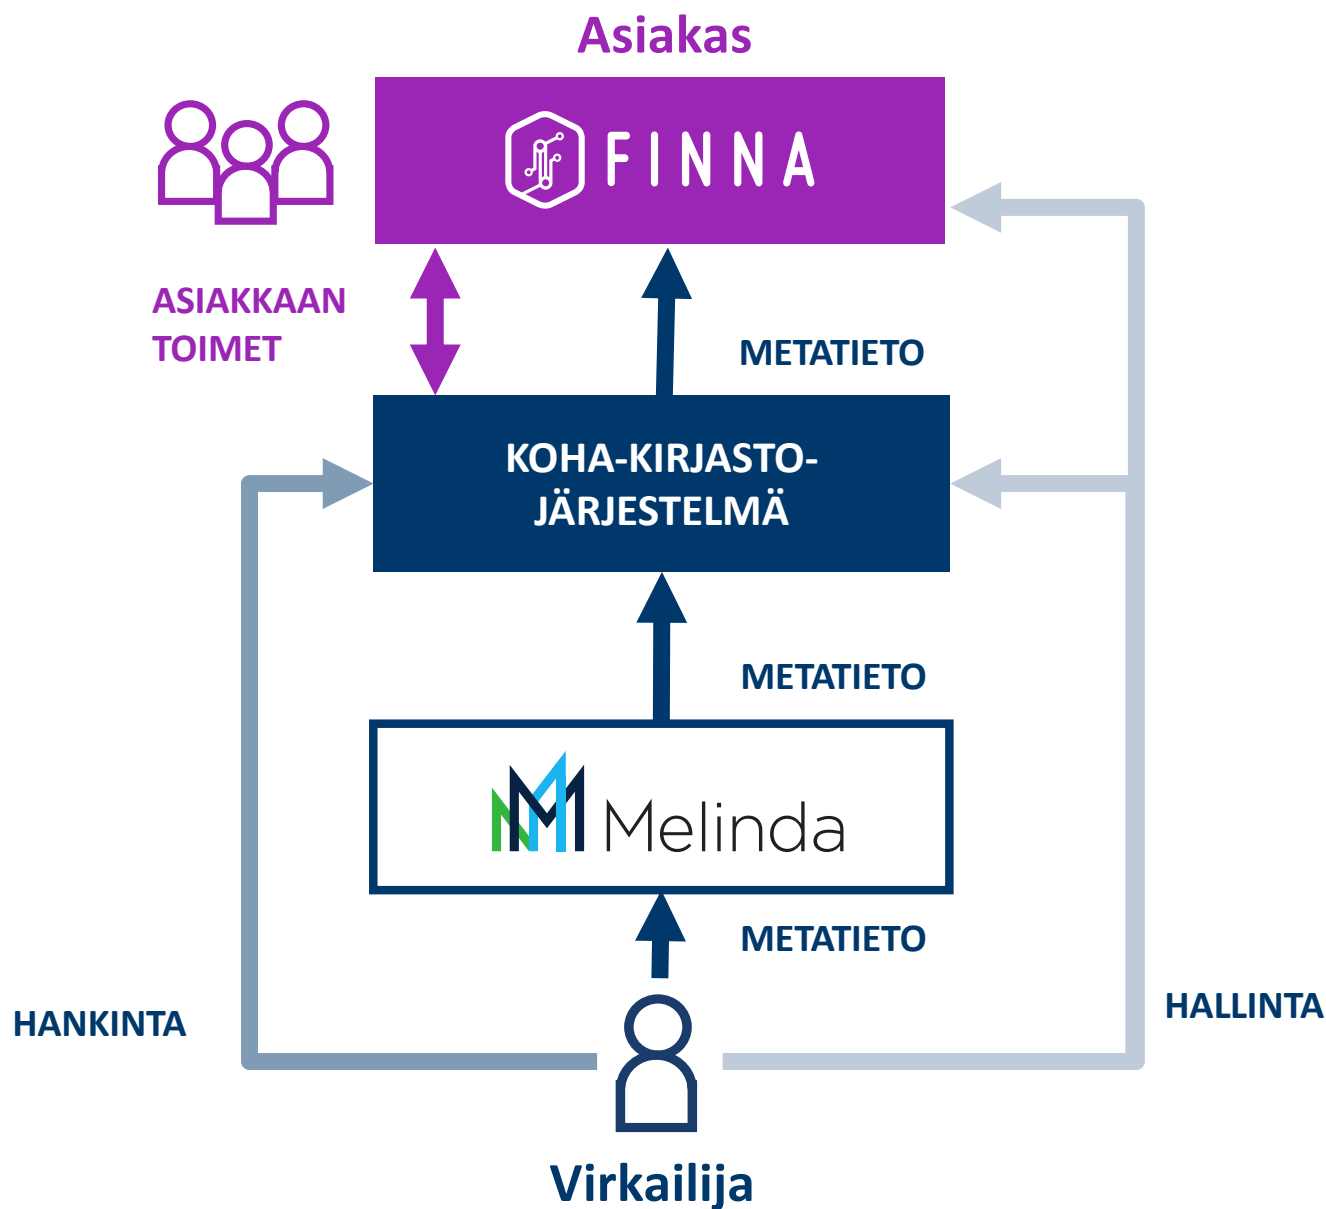 Asiakas
FINNA
ASIAKKAAN
TOIMET
METATIETO
KOHA-KIRJASTO-
JÄRJESTELMÄ
METATIETO
Melinda
METATIETO
HANKINTA
HALLINTA
Virkailija